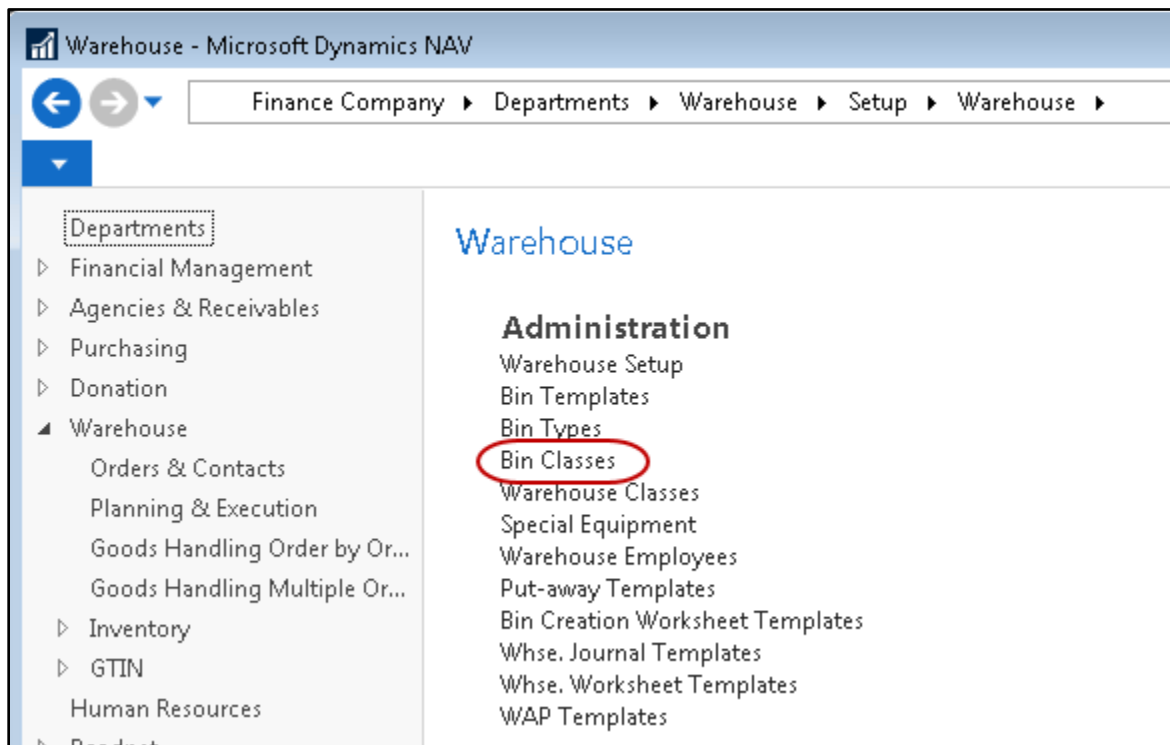 Warehouse - Microsoft Dynamics NAV
Finance Company ▸ Departments ▸ Warehouse ▸ Setup ▸ Warehouse ▸
Departments
Financial Management
Agencies & Receivables
Purchasing
Donation
Warehouse
Orders & Contacts
Planning & Execution
Goods Handling Order by Or...
Goods Handling Multiple Or...
Inventory
GTIN
Human Resources
Warehouse
Administration
Warehouse Setup
Bin Templates
Bin Types
Bin Classes
Warehouse Classes
Special Equipment
Warehouse Employees
Put-away Templates
Bin Creation Worksheet Templates
Whse. Journal Templates
Whse. Worksheet Templates
WAP Templates